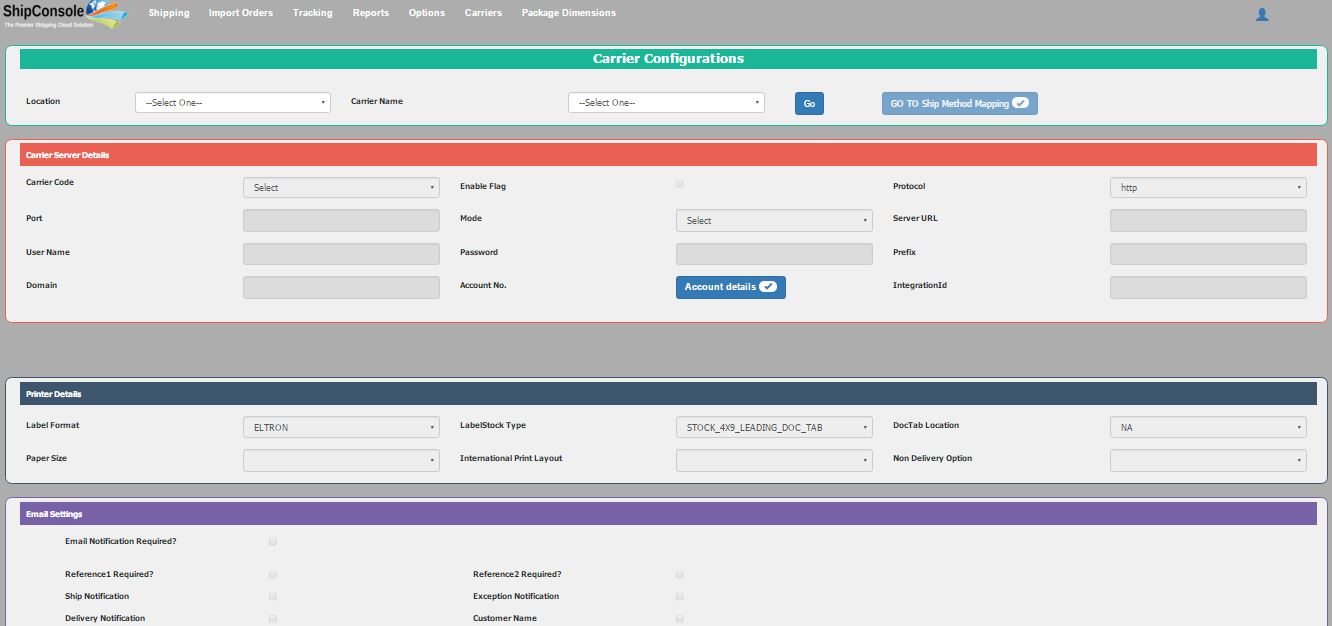 ShipConsole
The Premier Shipping Cloud Solution
Shipping Import Orders Tracking Reports Options Carriers Package Dimensions
Carrier Configurations
Location --Select One-- Carrier Name --Select One-- Go GO TO Ship Method Mapping
Carrier Server Details
Carrier Code Select Enable Flag Protocol http
Port Mode Select Server URL
User Name Password Prefix
Domain Account No. Account details IntegrationId
Printer Details
Label Format ELTRON LabelStock Type STOCK_4X9_LEADING_DOC_TAB DocTab Location NA
Paper Size International Print Layout Non Delivery Option
Email Settings
Email Notification Required?
Reference1 Required? Reference2 Required?
Ship Notification Exception Notification
Delivery Notification Customer Name